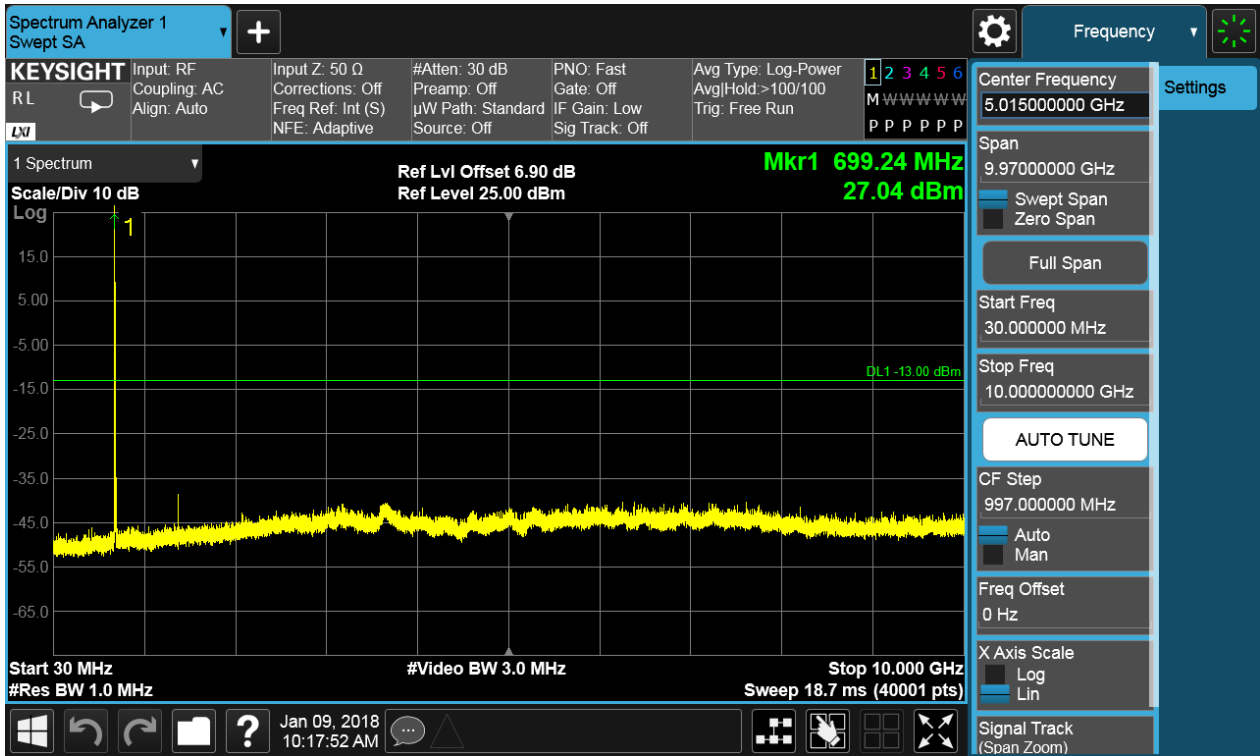 Spectrum Analyzer 1
Swept SA
+
Frequency
KEYSIGHT
RL
LXI
Input: RF
Coupling: AC
Align: Auto
Input Z: 50 Ω
Corrections: Off
Freq Ref: Int (S)
NFE: Adaptive
#Atten: 30 dB
Preamp: Off
µW Path: Standard
Source: Off
PNO: Fast
Gate: Off
IF Gain: Low
Sig Track: Off
Avg Type: Log-Power
Avg|Hold:>100/100
Trig: Free Run
1 2 3 4 5 6
M W W W W W
P P P P P P
1 Spectrum
Scale/Div 10 dB
Ref Lvl Offset 6.90 dB
Ref Level 25.00 dBm
Mkr1 699.24 MHz
27.04 dBm
Log
1
15.0
5.00
-5.00
DL1 -13.00 dBm
-15.0
-25.0
-35.0
-45.0
-55.0
-65.0
Start 30 MHz
#Video BW 3.0 MHz
Stop 10.000 GHz
#Res BW 1.0 MHz
Sweep 18.7 ms (40001 pts)
?
Jan 09, 2018
10:17:52 AM
Center Frequency
5.015000000 GHz
Span
9.97000000 GHz
Swept Span
Zero Span
Full Span
Start Freq
30.000000 MHz
Stop Freq
10.000000000 GHz
AUTO TUNE
CF Step
997.000000 MHz
Auto
Man
Freq Offset
0 Hz
X Axis Scale
Log
Lin
Signal Track
(Span Zoom)
Settings